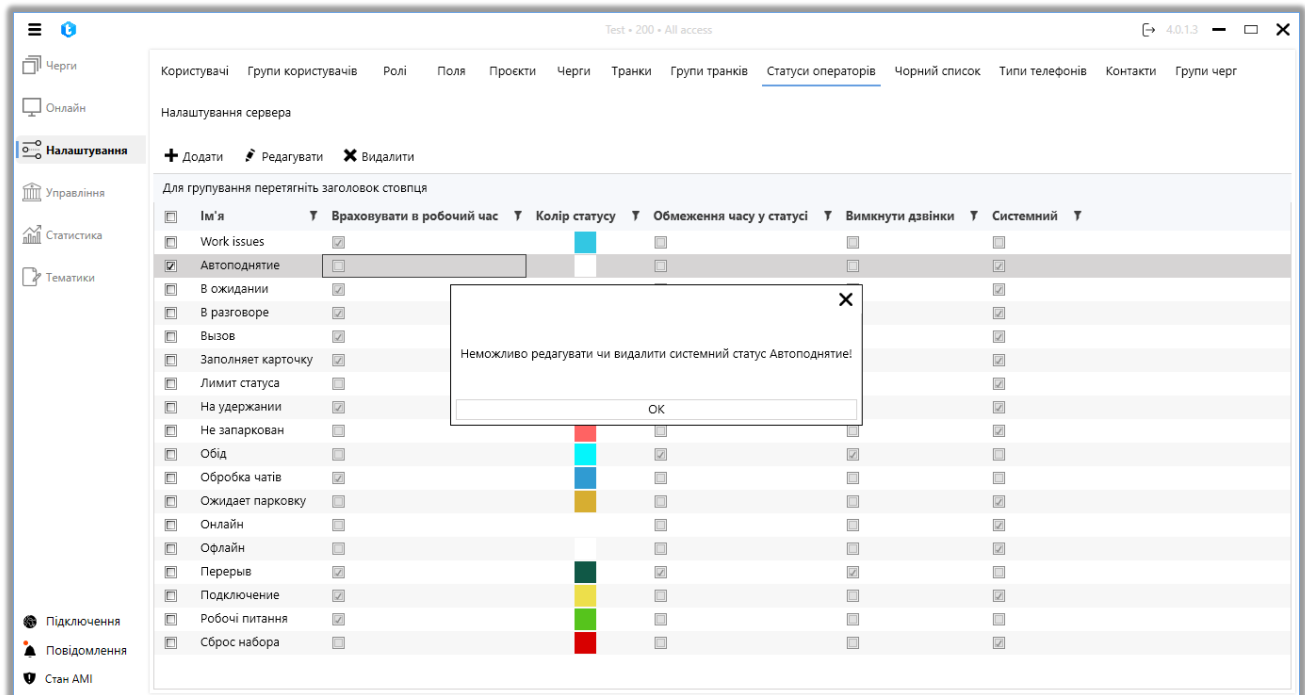 Test • 200 • All access
4.0.1.3
Черги
Онлайн
Налаштування
Управління
Статистика
Тематики
Підключення
Повідомлення
Стан AMI
Користувачі Групи користувачів Ролі Поля Проєкти Черги Транки Групи транків Статуси операторів Чорний список Типи телефонів Контакти Групи черг
Налаштування сервера
Додати Редагувати Видалити
Для групування перетягніть заголовок стовпця
Ім'я Враховувати в робочий час Колір статусу Обмеження часу у статусі Вимкнути дзвінки Системний
Work issues
Автоподнятие
В ожидании
В разговоре
Вызов
Заполняет карточку
Лимит статуса
На удержании
Не запаркован
Обід
Обробка чатів
Ожидает парковку
Онлайн
Офлайн
Перерыв
Подключение
Робочі питання
Сброс набора
Неможливо редагувати чи видалити системний статус Автоподнятие!
OK